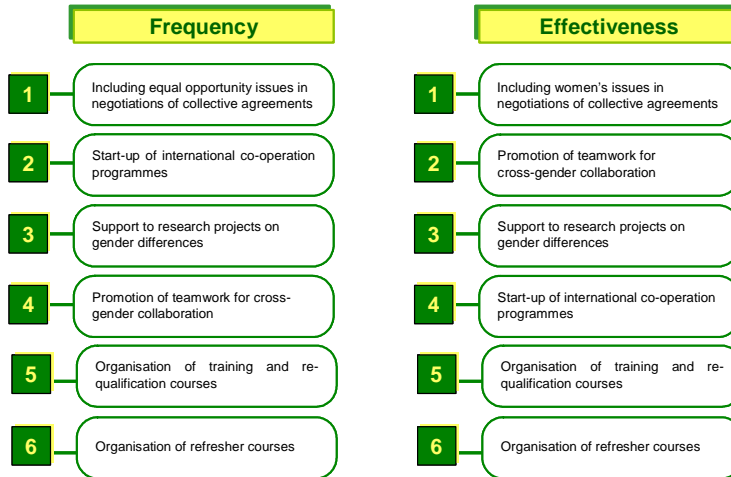 Frequency
1
Including equal opportunity issues in
negotiations of collective agreements
2
Start-up of international co-operation
programmes
3
Support to research projects on
gender differences
4
Promotion of teamwork for cross-
gender collaboration
5
Organisation of training and re-
qualification courses
6
Organisation of refresher courses
Effectiveness
1
Including women's issues in
negotiations of collective agreements
2
Promotion of teamwork for
cross-gender collaboration
3
Support to research projects on
gender differences
4
Start-up of international co-operation
programmes
5
Organisation of training and re-
qualification courses
6
Organisation of refresher courses